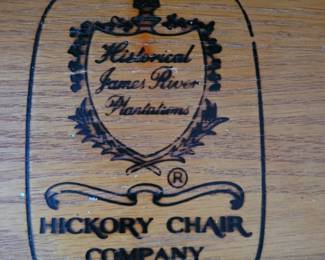 Historical
James River
Plantations
®
HICKORY CHAIR
COMPANY